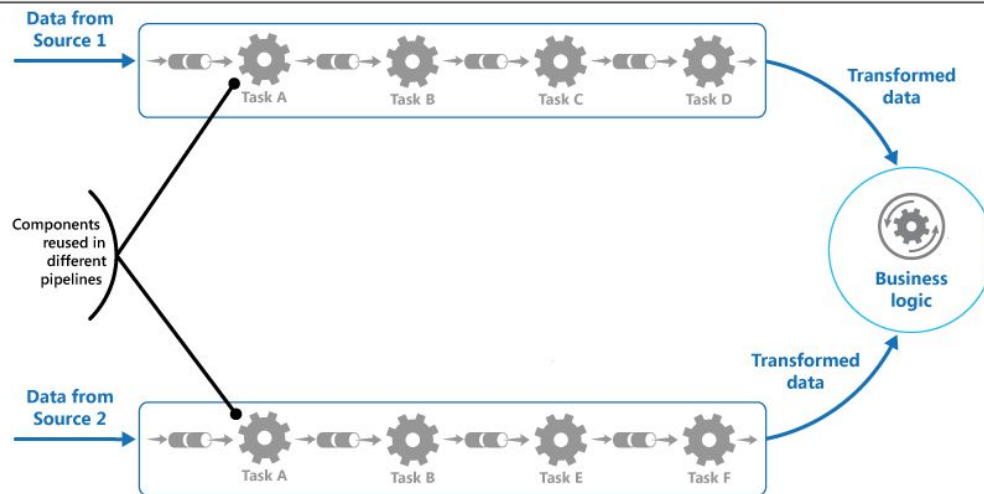 Data from
Source 1
Task A
Task B
Task C
Task D
Transformed
data
Components
reused in
different
pipelines
Business
logic
Transformed
data
Data from
Source 2
Task A
Task B
Task E
Task F